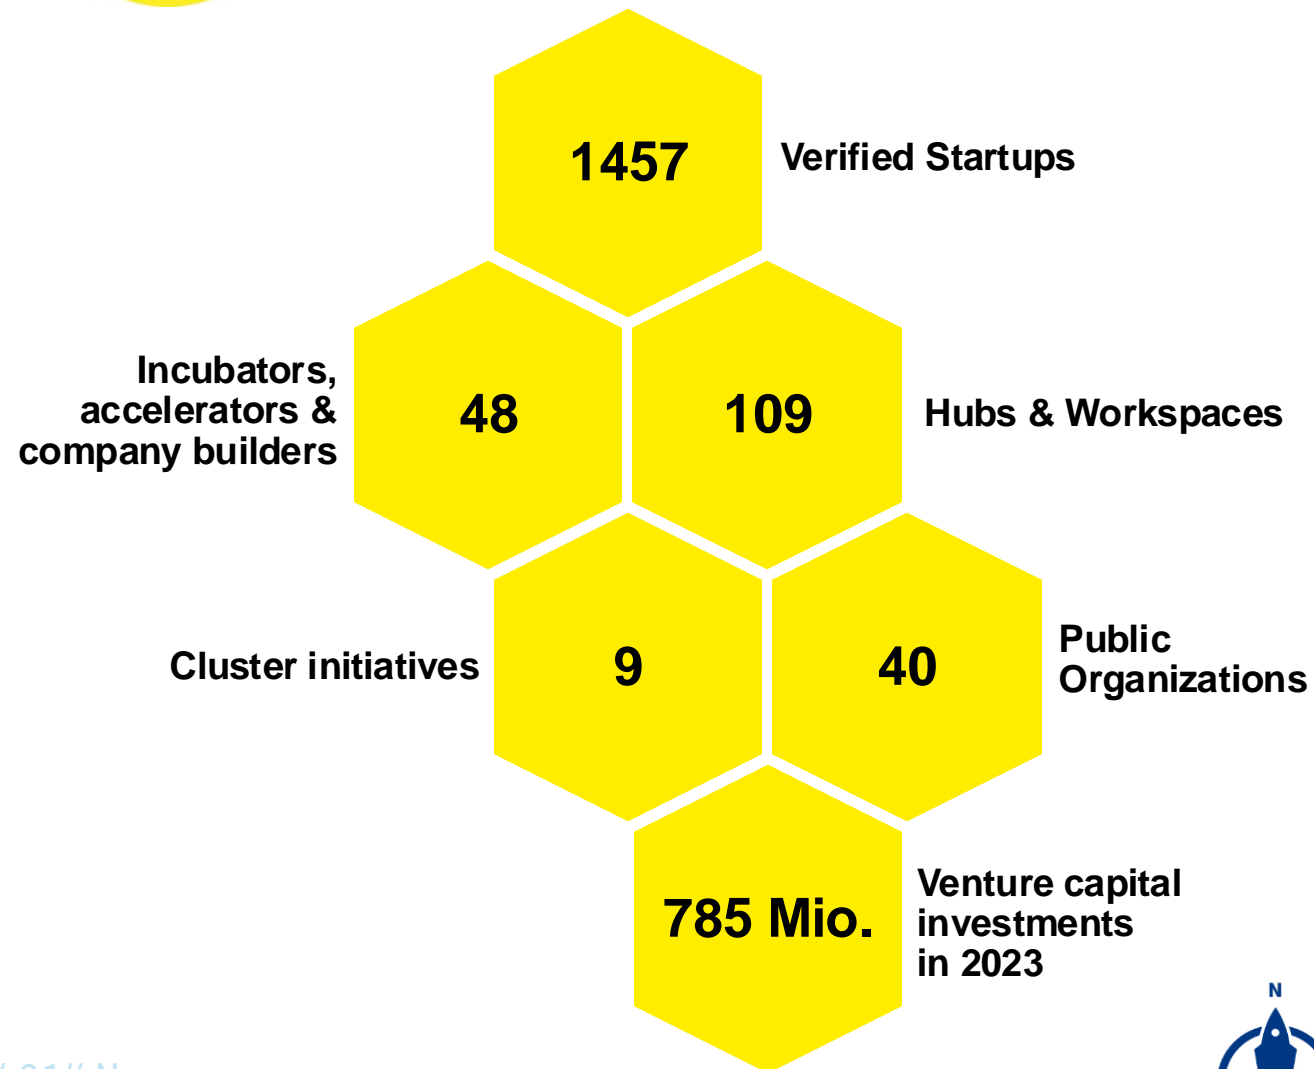 1457
Verified Startups
Incubators,
accelerators &
company builders
48
109
Hubs & Workspaces
Cluster initiatives
9
40
Public
Organizations
785 Mio.
Venture capital
investments
in 2023
N